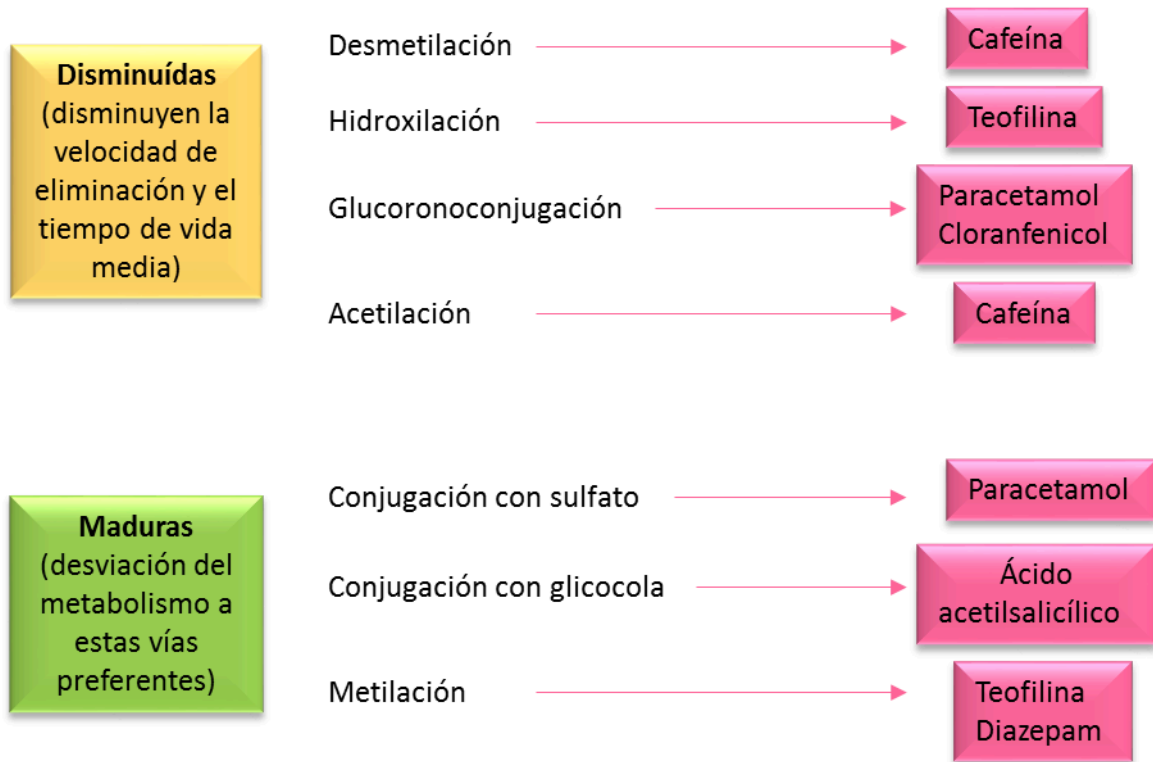 Disminuídas
(disminuyen la
velocidad de
eliminación y el
tiempo de vida
media)
Desmetilación
Cafeína
Hidroxilación
Teofilina
Glucoronoconjugación
Paracetamol
Cloranfenicol
Acetilación
Cafeína
Maduras
(desviación del
metabolismo a
estas vías
preferentes)
Conjugación con sulfato
Paracetamol
Conjugación con glicocola
Ácido
acetilsalicílico
Metilación
Teofilina
Diazepam